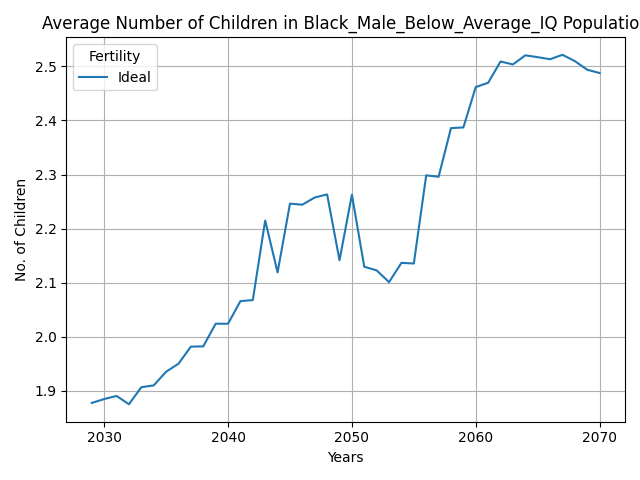 Average Number of Children in Black_Male_Below_Average_IQ Populatio
Fertility
Ideal
No. of Children
2.5
2.4
2.3
2.2
2.1
2.0
1.9
2030 2040 2050 2060 2070
Years